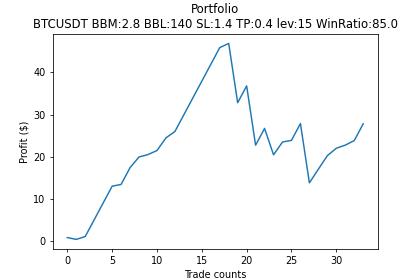 Portfolio
BTCUSDT BBM:2.8 BBL:140 SL:1.4 TP:0.4 lev:15 WinRatio:85.0
Profit ($)
40
30
20
10
0
0 5 10 15 20 25 30
Trade counts